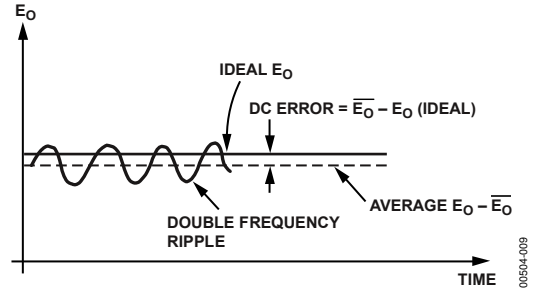 E_O
IDEAL E_O
DC ERROR = E̅_O̅ – E_O (IDEAL)
AVERAGE E_O – E̅_O̅
DOUBLE FREQUENCY
RIPPLE
TIME
00504-009